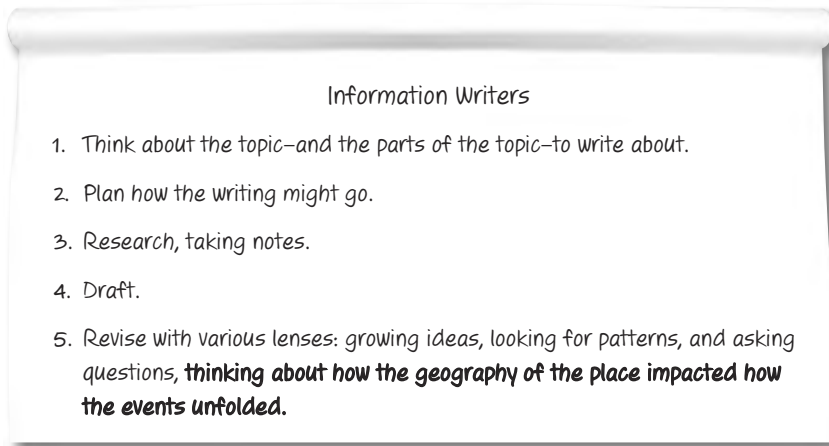 Information Writers
1. Think about the topic–and the parts of the topic–to write about.
2. Plan how the writing might go.
3. Research, taking notes.
4. Draft.
5. Revise with various lenses: growing ideas, looking for patterns, and asking
questions, thinking about how the geography of the place impacted how
the events unfolded.